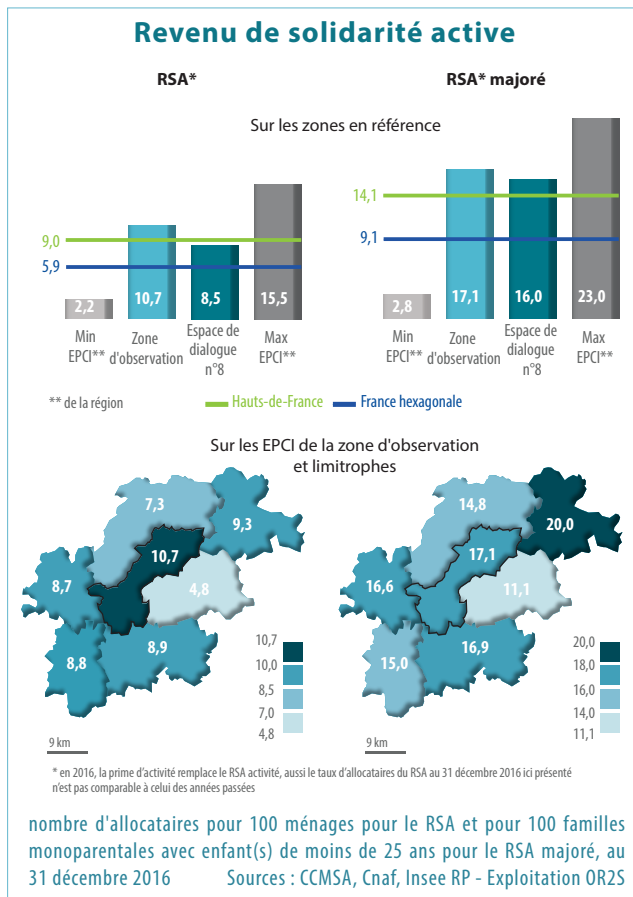 Revenu de solidarité active
RSA*
RSA* majoré
Sur les zones en référence
9,0
5,9
2,2
10,7
8,5
15,5
Min
EPCI**
Zone
d'observation
Espace de
dialogue
n°8
Max
EPCI**
14,1
9,1
2,8
17,1
16,0
23,0
Min
EPCI**
Zone
d'observation
Espace de
dialogue
n°8
Max
EPCI**
** de la région
Hauts-de-France
France hexagonale
Sur les EPCI de la zone d'observation
et limitrophes
7,3
9,3
10,7
8,7
4,8
8,9
8,8
10,7
10,0
8,5
7,0
4,8
9 km
14,8
20,0
17,1
16,6
11,1
16,9
15,0
20,0
18,0
16,0
14,0
11,1
9 km
* en 2016, la prime d'activité remplace le RSA activité, aussi le taux d'allocataires du RSA au 31 décembre 2016 ici présenté
n'est pas comparable à celui des années passées
nombre d'allocataires pour 100 ménages pour le RSA et pour 100 familles
monoparentales avec enfant(s) de moins de 25 ans pour le RSA majoré, au
31 décembre 2016 Sources : CCMSA, Cnaf, Insee RP - Exploitation OR2S